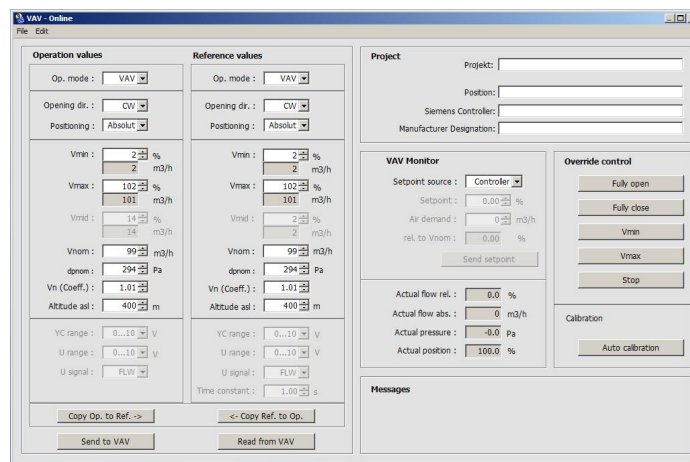 VAV - Online
File Edit
Operation values
Op. mode : VAV
Opening dir. : CW
Positioning : Absolut
Vmin : 2 %
2 m3/h
Vmax : 102 %
101 m3/h
Vmid : 14 %
14 m3/h
Vnom : 99 m3/h
dpnom : 294 Pa
Vn (Coeff.) : 1.01
Altitude asl : 400 m
YC range : 0...10 V
U range : 0...10 V
U signal : FLW
Copy Op. to Ref. ->
Send to VAV
Reference values
Op. mode : VAV
Opening dir. : CW
Positioning : Absolut
Vmin : 2 %
2 m3/h
Vmax : 102 %
101 m3/h
Vmid : 2 %
2 m3/h
Vnom : 99 m3/h
dpnom : 294 Pa
Vn (Coeff.) : 1.01
Altitude asl : 400 m
YC range : 0...10 V
U range : 0...10 V
U signal : FLW
Time constant : 1.00 s
<- Copy Ref. to Op.
Read from VAV
Project
Projekt:
Position:
Siemens Controller:
Manufacturer Designation:
VAV Monitor
Setpoint source : Controller
Setpoint : 0.00 %
Air demand : 0 m3/h
rel. to Vnom : 0.00 %
Send setpoint
Actual flow rel. : 0.0 %
Actual flow abs. : 0 m3/h
Actual pressure : -0.0 Pa
Actual position : 100.0 %
Override control
Fully open
Fully close
Vmin
Vmax
Stop
Calibration
Auto calibration
Messages